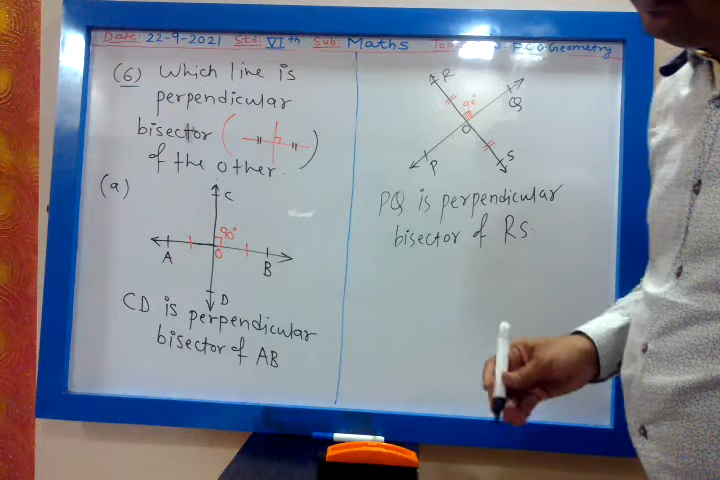 Date: 22-9-2021 Std: VIth Sub: Maths F.C.O. Geometry
(6) Which line is
perpendicular
bisector
of the other.
(a)
C
90°
A
O
B
D
CD is perpendicular
bisector of AB
R
90°
Q
O
P
S
PQ is perpendicular
bisector of RS.